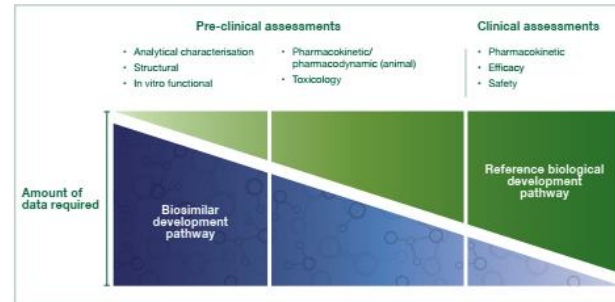 Pre-clinical assessments
• Analytical characterisation
• Structural
• In vitro functional
• Pharmacokinetic/
pharmacodynamic (animal)
• Toxicology
Clinical assessments
• Pharmacokinetic
• Efficacy
• Safety
Amount of
data required
Biosimilar
development
pathway
Reference biological
development
pathway